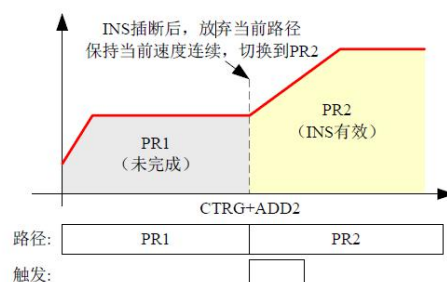 INS插断后，放弃当前路径
保持当前速度连续，切换到PR2
PR1
（未完成）
PR2
（INS有效）
CTRG+ADD2
路径:
PR1
PR2
触发: